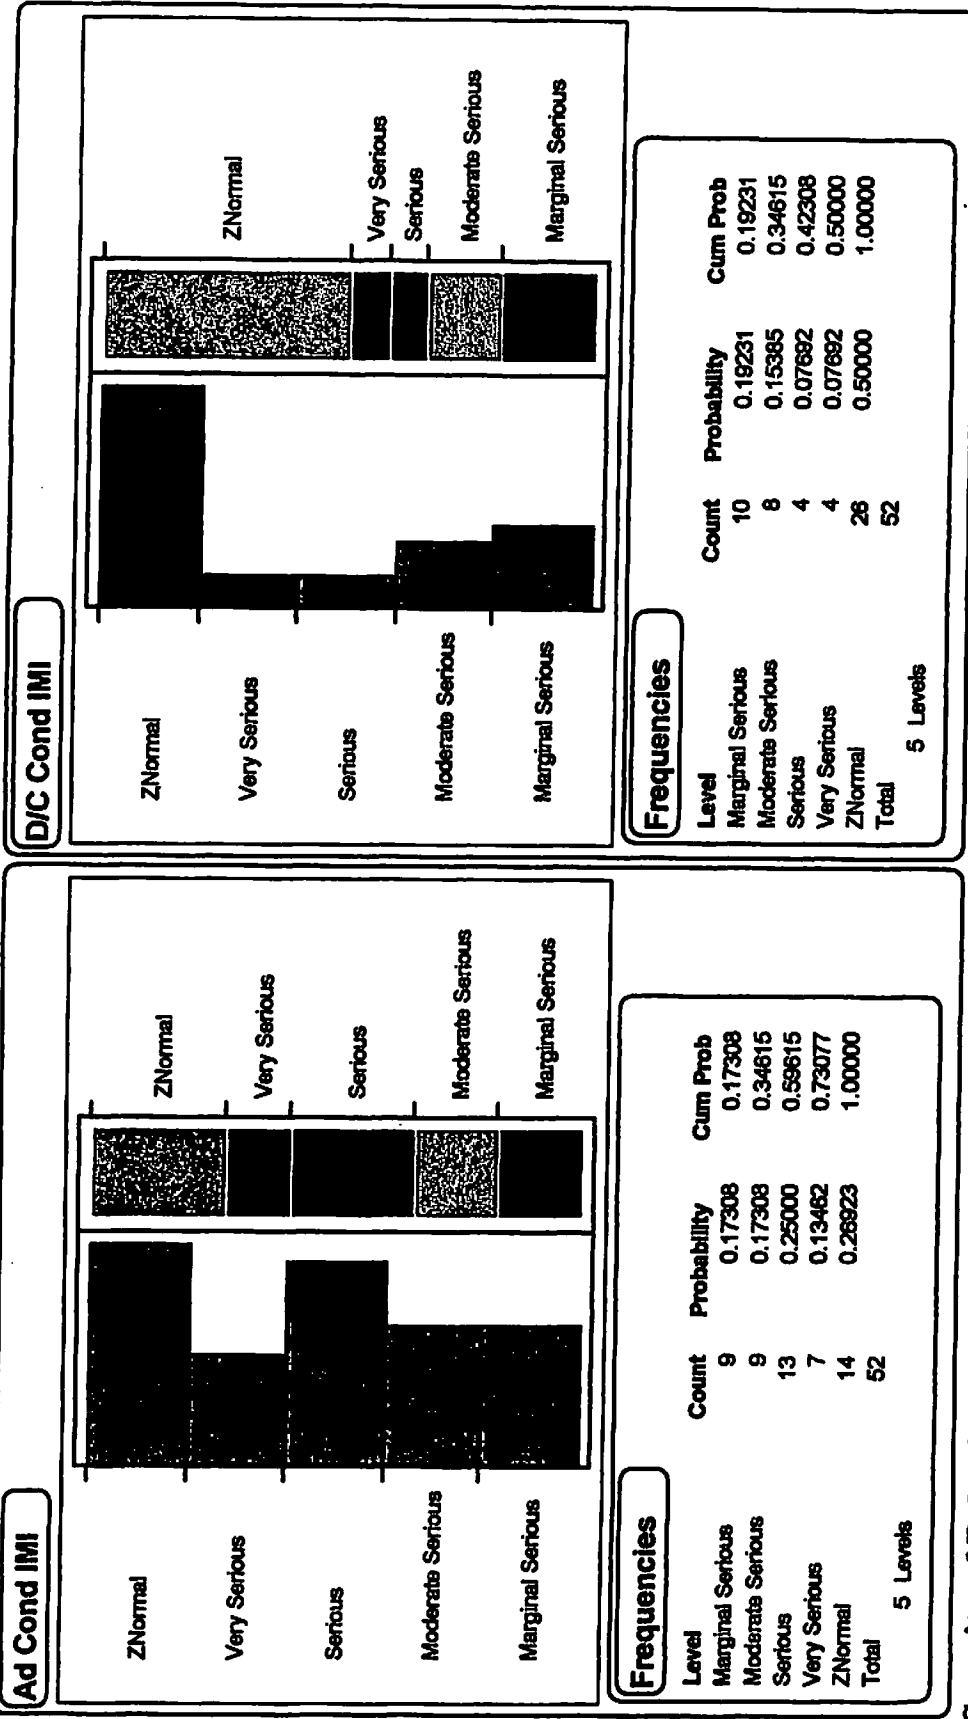 Ad Cond IMI
ZNormal
Very Serious
Serious
Moderate Serious
Marginal Serious
ZNormal
Very Serious
Serious
Moderate Serious
Marginal Serious
Frequencies
Level Count Probability Cum Prob
Marginal Serious 9 0.17308 0.17308
Moderate Serious 9 0.17308 0.34615
Serious 13 0.25000 0.59615
Very Serious 7 0.13462 0.73077
ZNormal 14 0.26923 1.00000
Total 52
5 Levels
D/C Cond IMI
ZNormal
Very Serious
Serious
Moderate Serious
Marginal Serious
ZNormal
Very Serious
Serious
Moderate Serious
Marginal Serious
Frequencies
Level Count Probability Cum Prob
Marginal Serious 10 0.19231 0.19231
Moderate Serious 8 0.15385 0.34615
Serious 4 0.07692 0.42308
Very Serious 4 0.07692 0.50000
ZNormal 26 0.50000 1.00000
Total 52
5 Levels